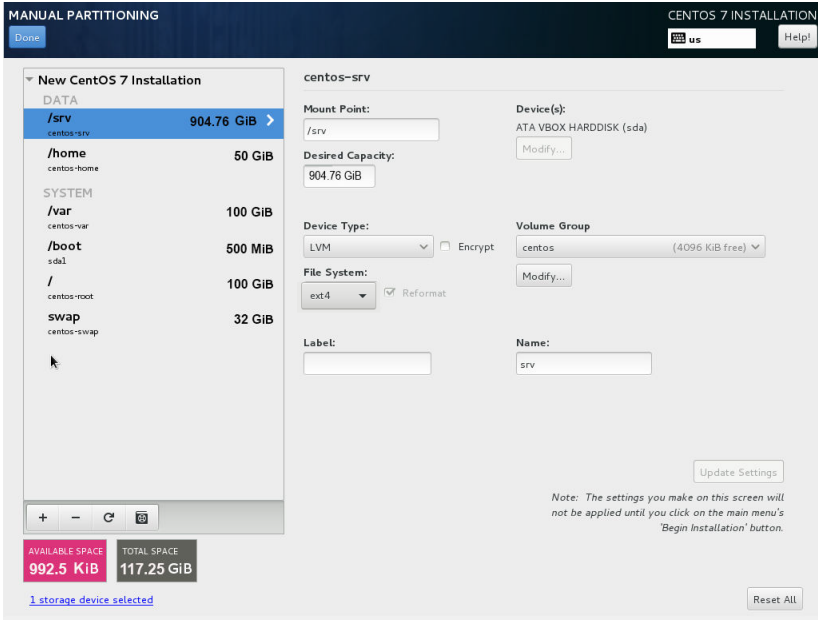 MANUAL PARTITIONING
CENTOS 7 INSTALLATION
Done
us
Help!
New CentOS 7 Installation
DATA
/srv 904.76 GiB
centos-srv
/home 50 GiB
centos-home
SYSTEM
/var 100 GiB
centos-var
/boot 500 MiB
sda1
/ 100 GiB
centos-root
swap 32 GiB
centos-swap
+ −
AVAILABLE SPACE
992.5 KiB
TOTAL SPACE
117.25 GiB
1 storage device selected
centos-srv
Mount Point:
/srv
Device(s):
ATA VBOX HARDDISK (sda)
Modify...
Desired Capacity:
904.76 GiB
Device Type:
LVM
Encrypt
Volume Group
centos (4096 KiB free)
Modify...
File System:
ext4
Reformat
Label:
Name:
srv
Update Settings
Note: The settings you make on this screen will
not be applied until you click on the main menu's
'Begin Installation' button.
Reset All